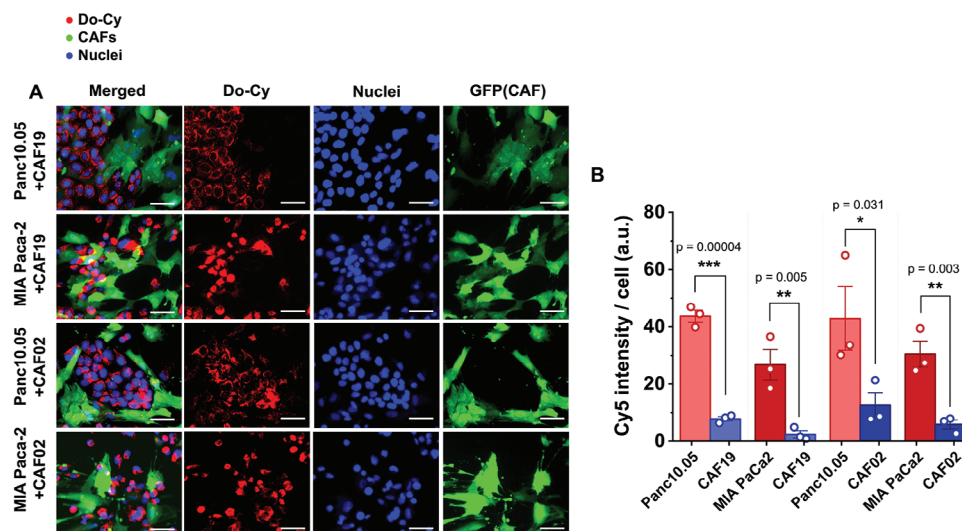 Do-Cy
CAFs
Nuclei
A
Merged
Do-Cy
Nuclei
GFP(CAF)
Panc10.05
+CAF19
MIA Paca-2
+CAF19
Panc10.05
+CAF02
MIA Paca-2
+CAF02
B
Cy5 intensity / cell (a.u.)
80
60
40
20
0
p = 0.00004
***
p = 0.005
**
p = 0.031
*
p = 0.003
**
Panc10.05
CAF19
MIA PaCa2
CAF19
Panc10.05
CAF02
MIA PaCa2
CAF02